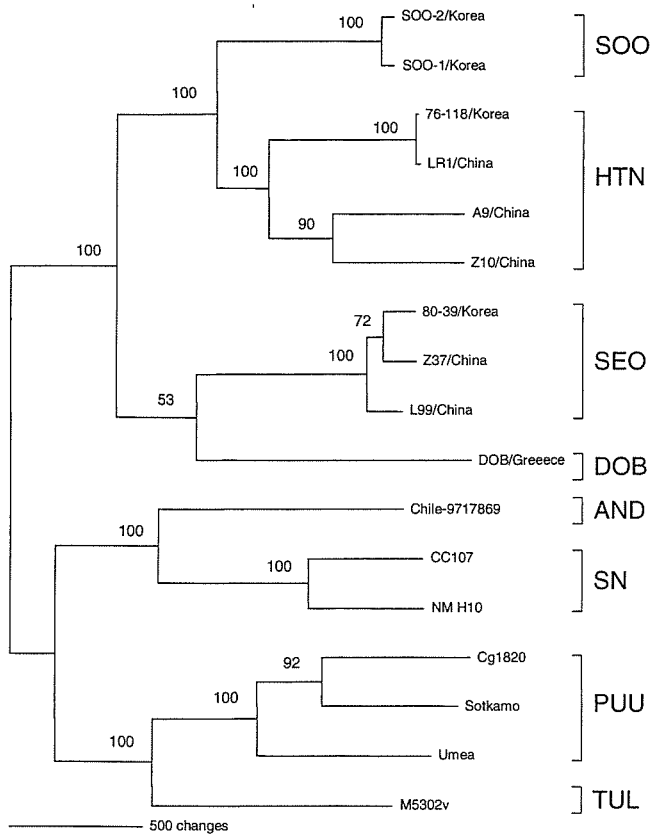 100
SOO-2/Korea
SOO-1/Korea
SOO
100
100
76-118/Korea
LR1/China
HTN
100
90
A9/China
Z10/China
100
72
80-39/Korea
100
Z37/China
SEO
L99/China
53
DOB/Greeece
DOB
100
Chile-9717869
AND
100
CC107
NM H10
SN
92
Cg1820
100
Sotkamo
PUU
Umea
100
M5302v
TUL
500 changes